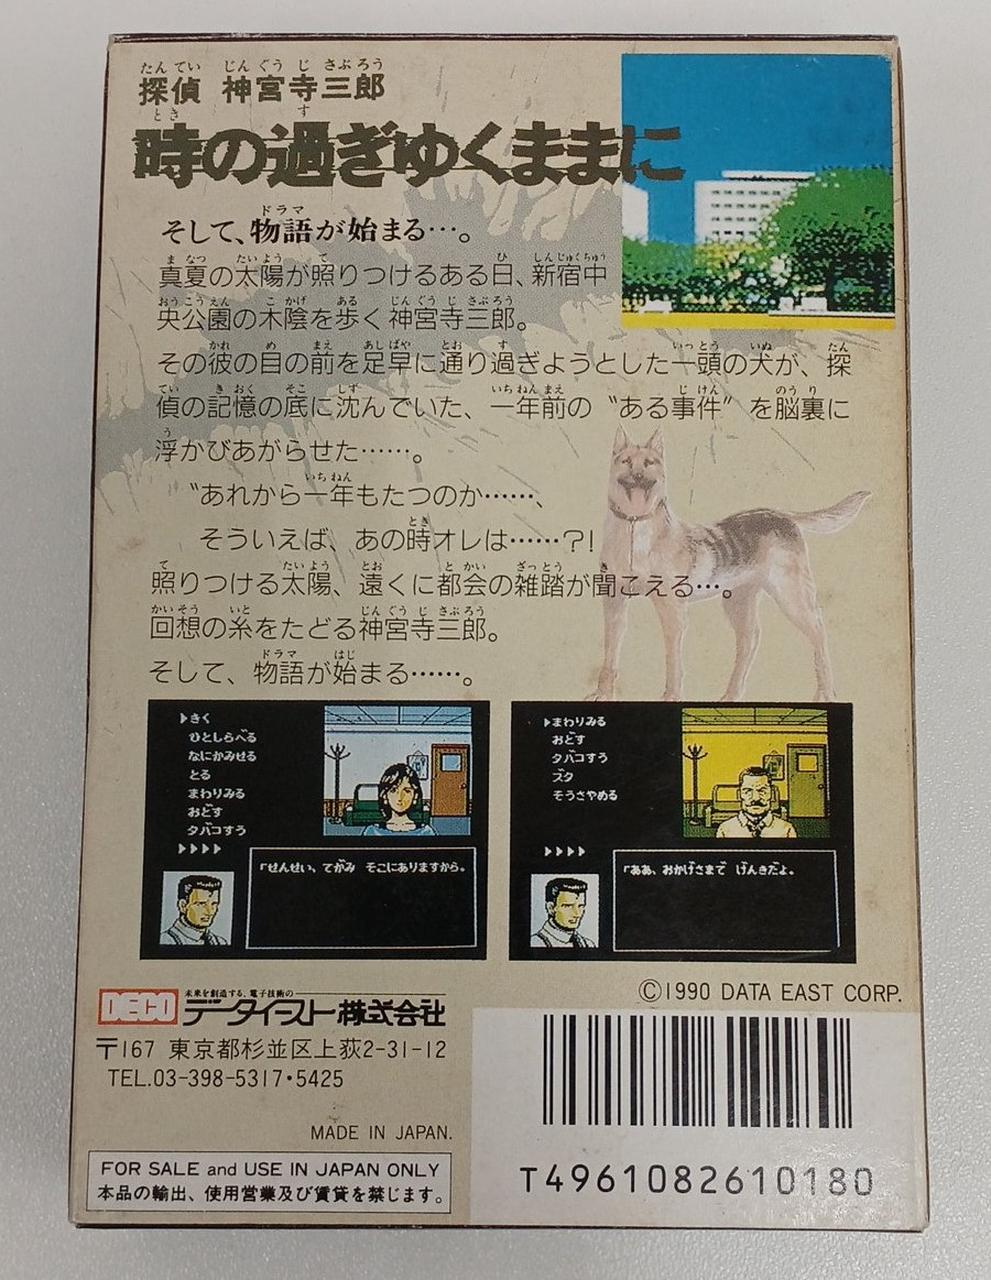 探偵 神宮寺三郎
時の過ぎゆくままに
そして、物語が始まる…。
真夏の太陽が照りつけるある日、新宿中
央公園の木陰を歩く神宮寺三郎。
その彼の目の前を足早に通り過ぎようとした一頭の犬が、探
偵の記憶の底に沈んでいた、一年前の〝ある事件〟を脳裏に
浮かびあがらせた……。
〝あれから一年もたつのか……、
そういえば、あの時オレは……?!
照りつける太陽、遠くに都会の雑踏が聞こえる…。
回想の糸をたどる神宮寺三郎。
そして、物語が始まる……。
▶きく
ひとしらべる
なにかみせる
とる
まわりみる
おどす
タバコすう
▶▶▶▶
「せんせい、てがみ そこにありますから。
▶まわりみる
おどす
タバコすう
ズタ
そうさやめる
▶▶▶▶
「ああ、おかげさまで げんきだよ。
©1990 DATA EAST CORP.
DECO 未来を創造する、電子技術の
データイースト株式会社
〒167 東京都杉並区上荻2-31-12
TEL.03-398-5317・5425
MADE IN JAPAN.
FOR SALE and USE IN JAPAN ONLY
本品の輸出、使用営業及び賃貸を禁じます。
T4961082610180